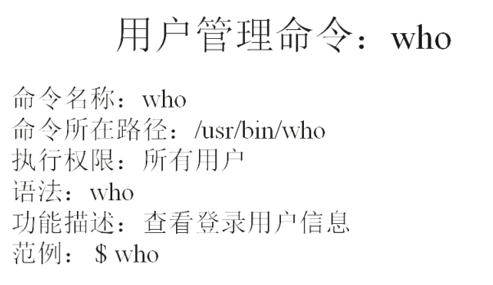 用户管理命令：who
命令名称：who
命令所在路径：/usr/bin/who
执行权限：所有用户
语法：who
功能描述：查看登录用户信息
范例： $ who